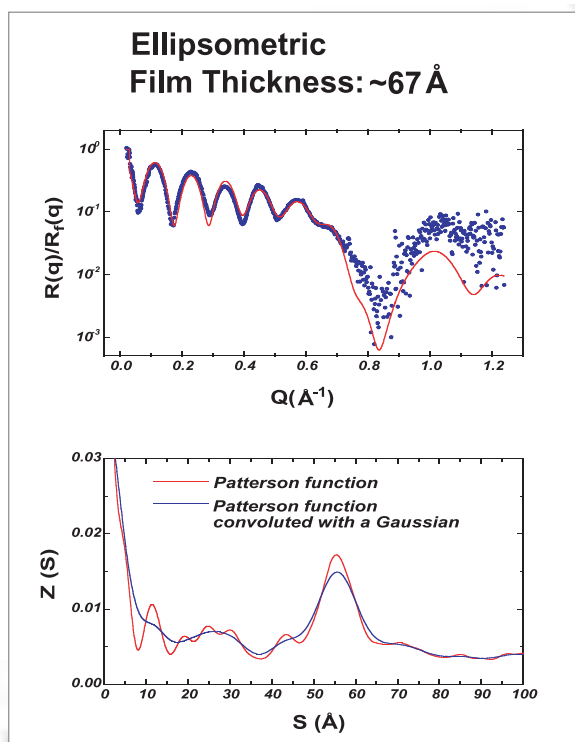 Ellipsometric
Film Thickness: ~67 Å
10⁰
10⁻¹
10⁻²
10⁻³
R(q)/R_f(q)
0.0 0.2 0.4 0.6 0.8 1.0 1.2
Q(Å⁻¹)
0.03
0.02
0.01
0.00
Z (S)
Patterson function
Patterson function
convoluted with a Gaussian
0 10 20 30 40 50 60 70 80 90 100
S (Å)